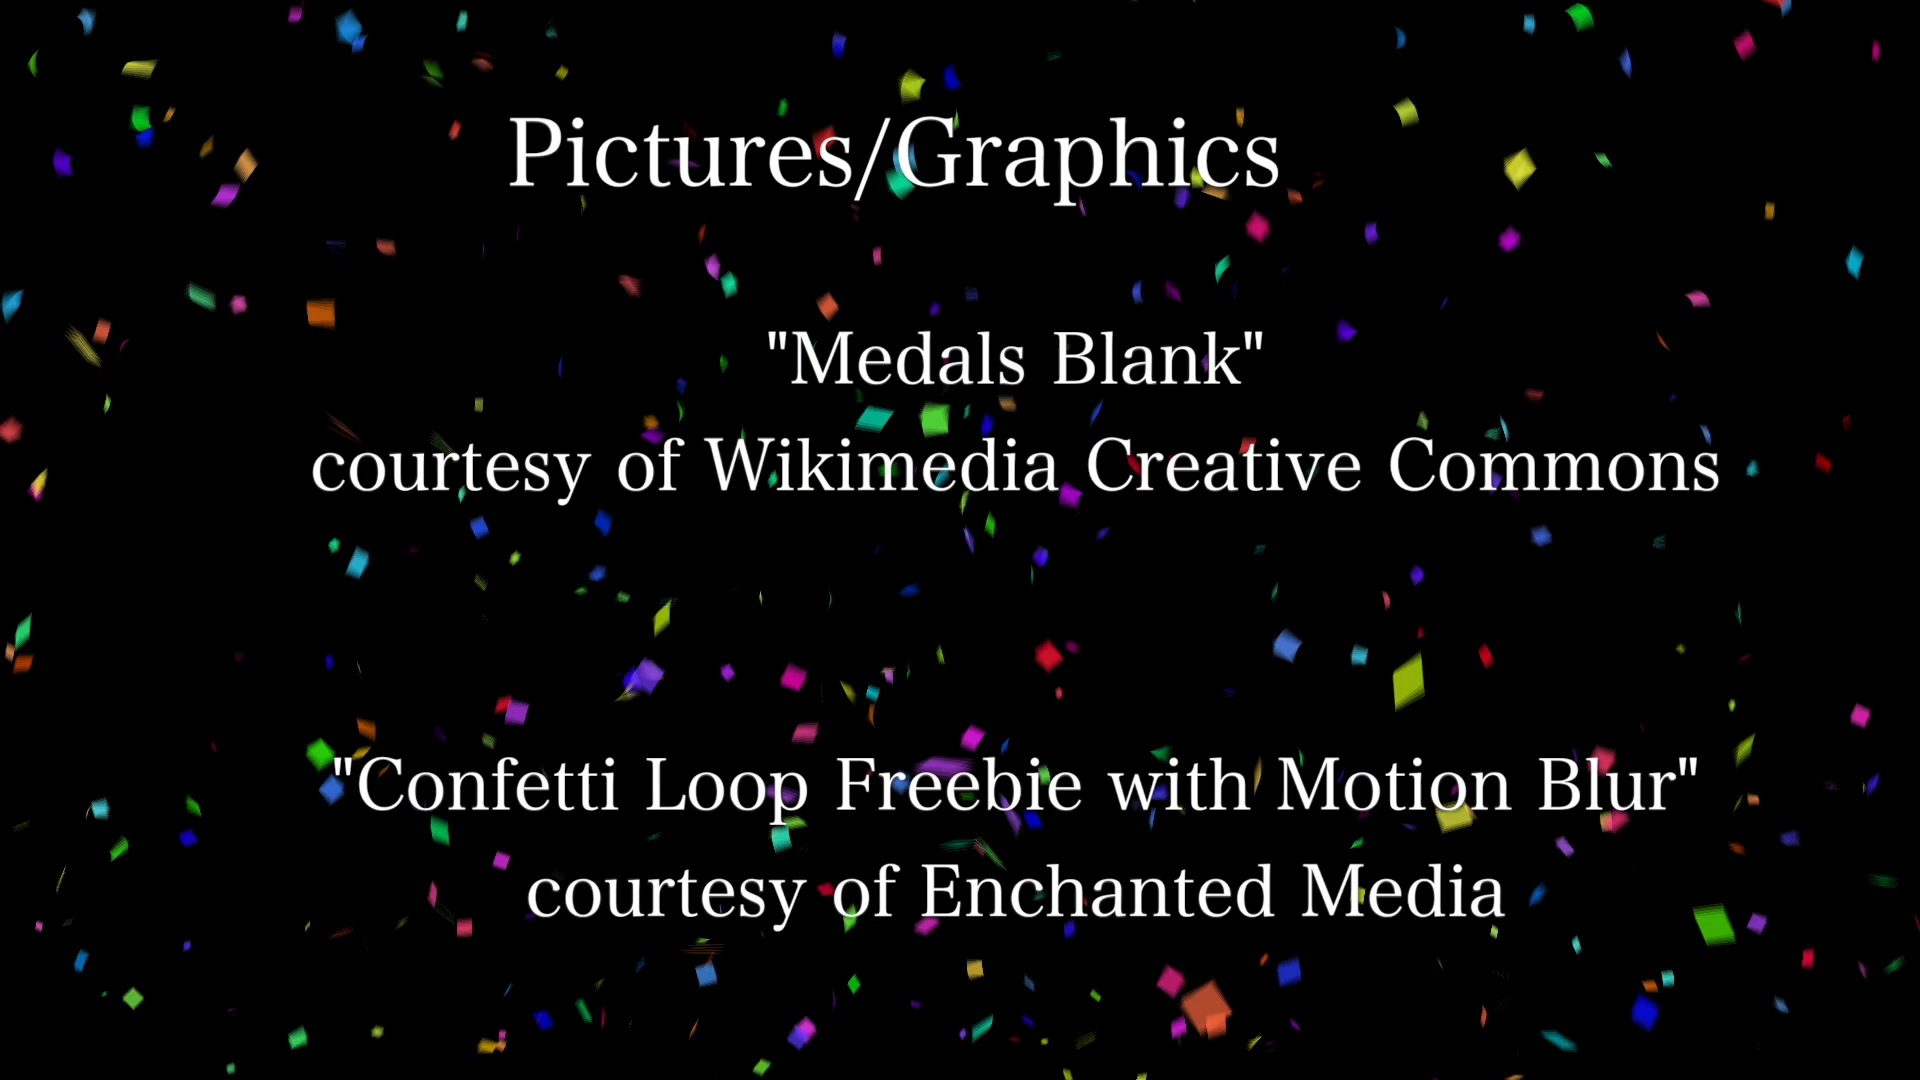 Pictures/Graphics
"Medals Blank"
courtesy of Wikimedia Creative Commons
"Confetti Loop Freebie with Motion Blur"
courtesy of Enchanted Media